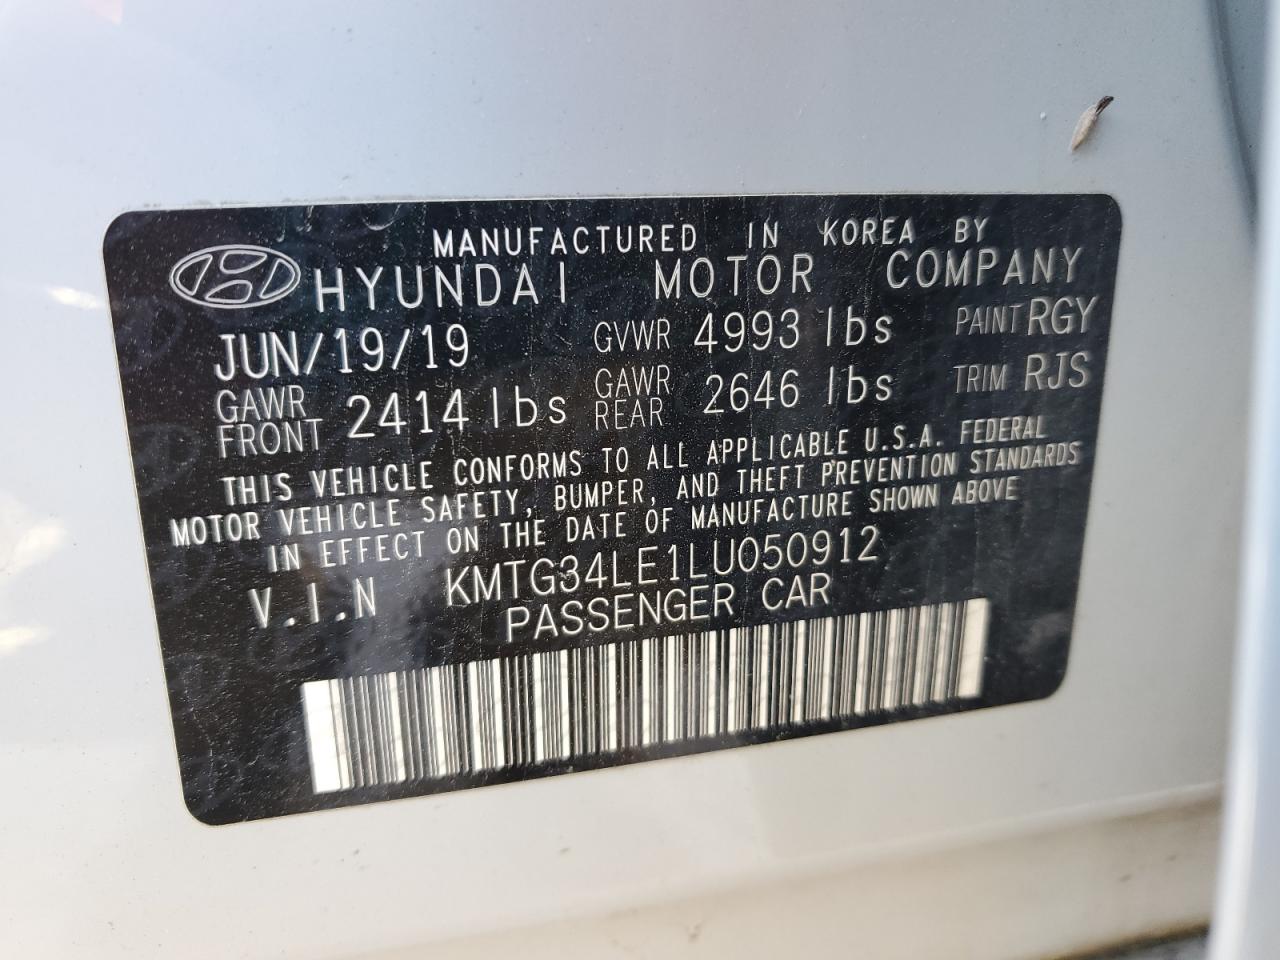 MANUFACTURED IN KOREA BY
HYUNDAI MOTOR COMPANY
JUN/19/19 GVWR 4993 lbs PAINT RGY
GAWR FRONT 2414 lbs GAWR REAR 2646 lbs TRIM RJS
THIS VEHICLE CONFORMS TO ALL APPLICABLE U.S.A. FEDERAL
MOTOR VEHICLE SAFETY, BUMPER, AND THEFT PREVENTION STANDARDS
IN EFFECT ON THE DATE OF MANUFACTURE SHOWN ABOVE
V.I.N KMTG34LE1LU050912
PASSENGER CAR